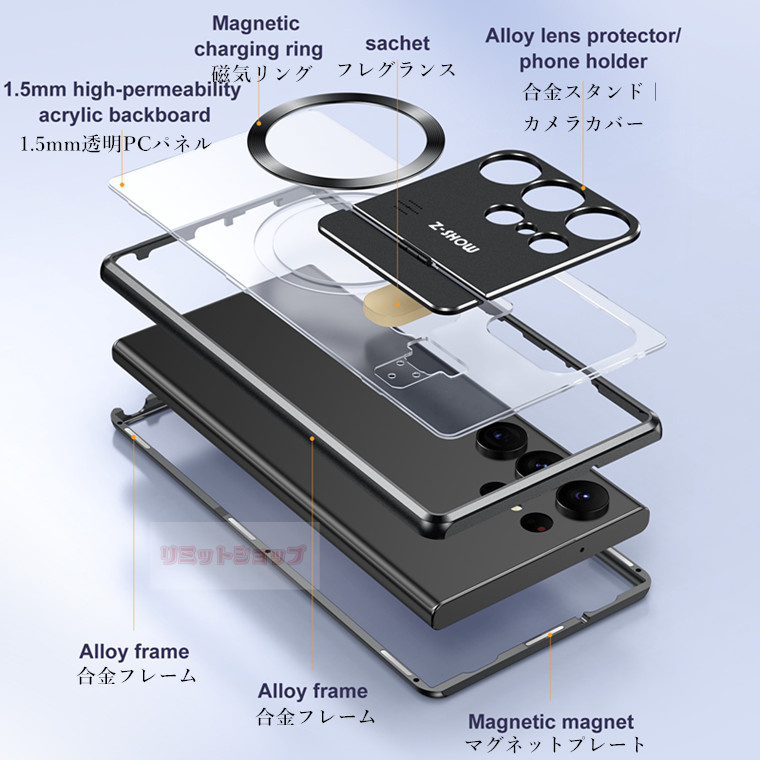 Magnetic
charging ring
磁気リング
sachet
フレグランス
Alloy lens protector/
phone holder
合金スタンド｜
カメラカバー
1.5mm high-permeability
acrylic backboard
1.5mm透明PCパネル
Z-SHOW
リミットショップ
Alloy frame
合金フレーム
Alloy frame
合金フレーム
Magnetic magnet
マグネットプレート